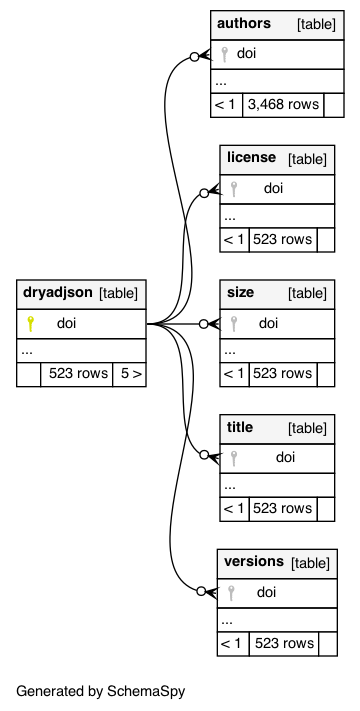 authors [table]
doi
...
< 1 3,468 rows
license [table]
doi
...
< 1 523 rows
dryadjson [table]
doi
...
523 rows 5 >
size [table]
doi
...
< 1 523 rows
title [table]
doi
...
< 1 523 rows
versions [table]
doi
...
< 1 523 rows
Generated by SchemaSpy